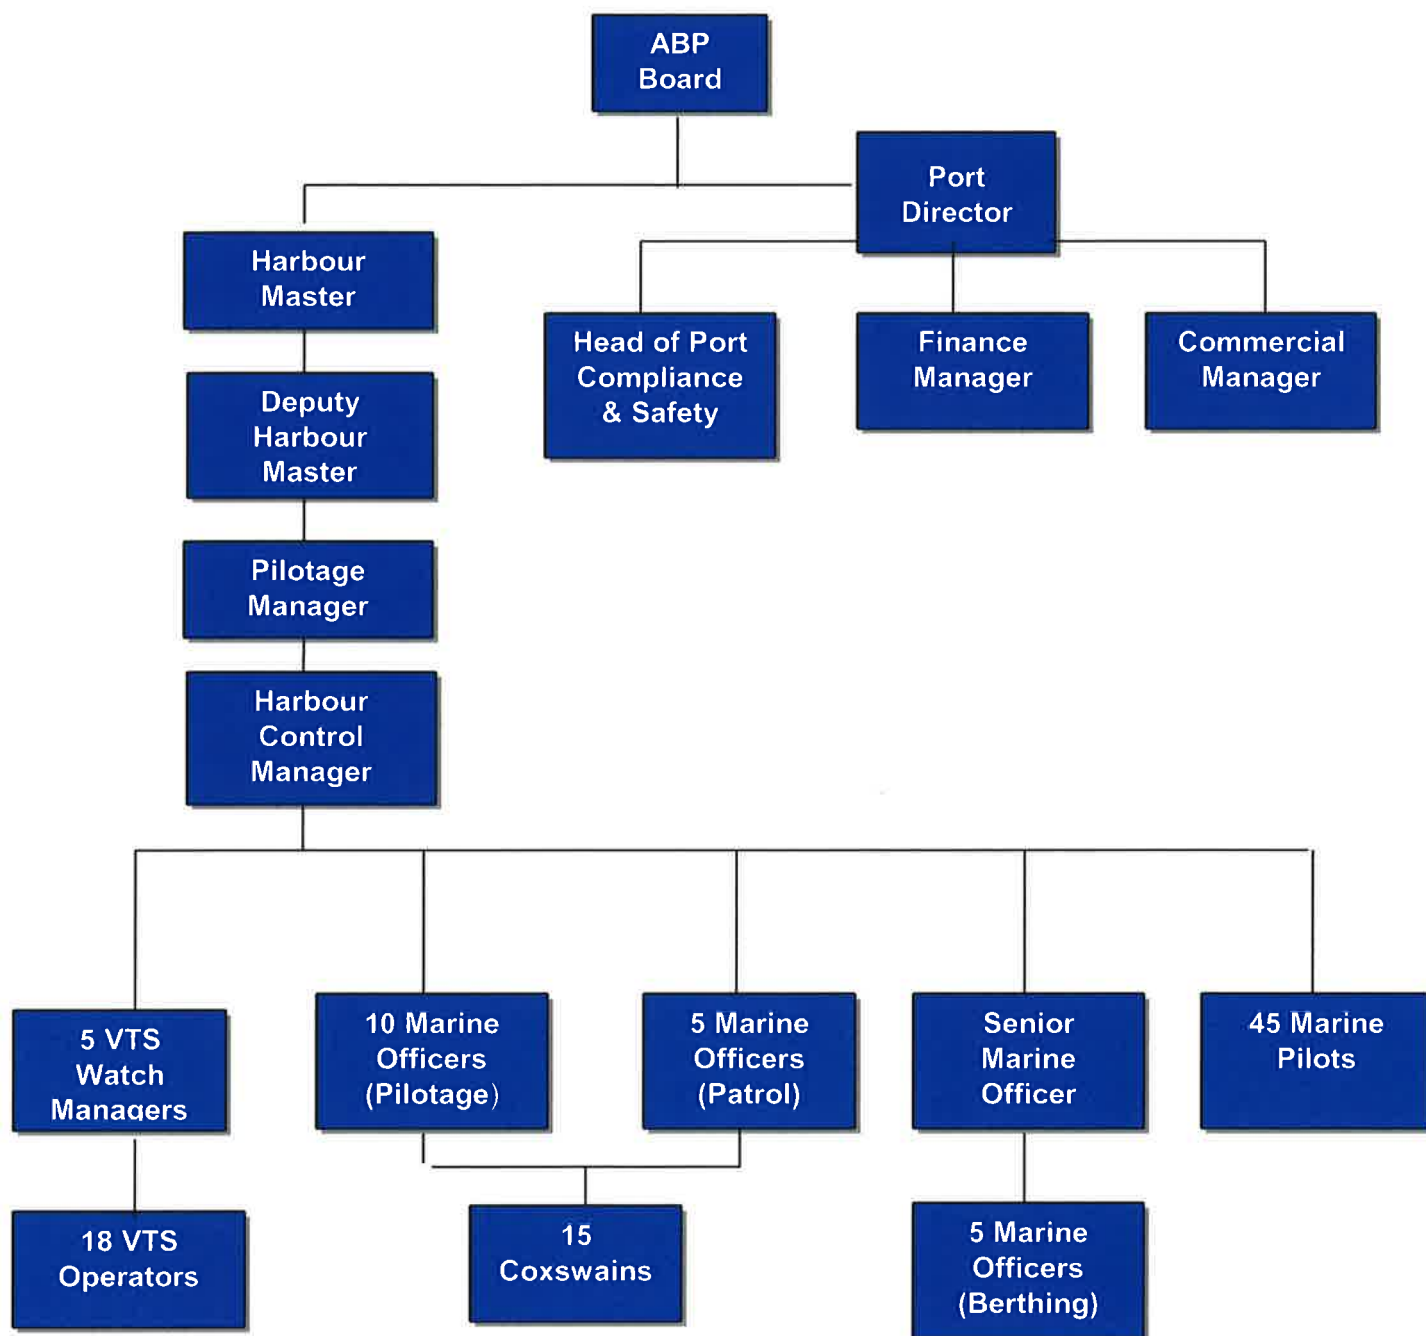 ABP
Board
Port
Director
Harbour
Master
Head of Port
Compliance
& Safety
Finance
Manager
Commercial
Manager
Deputy
Harbour
Master
Pilotage
Manager
Harbour
Control
Manager
5 VTS
Watch
Managers
10 Marine
Officers
(Pilotage)
5 Marine
Officers
(Patrol)
Senior
Marine
Officer
45 Marine
Pilots
18 VTS
Operators
15
Coxswains
5 Marine
Officers
(Berthing)